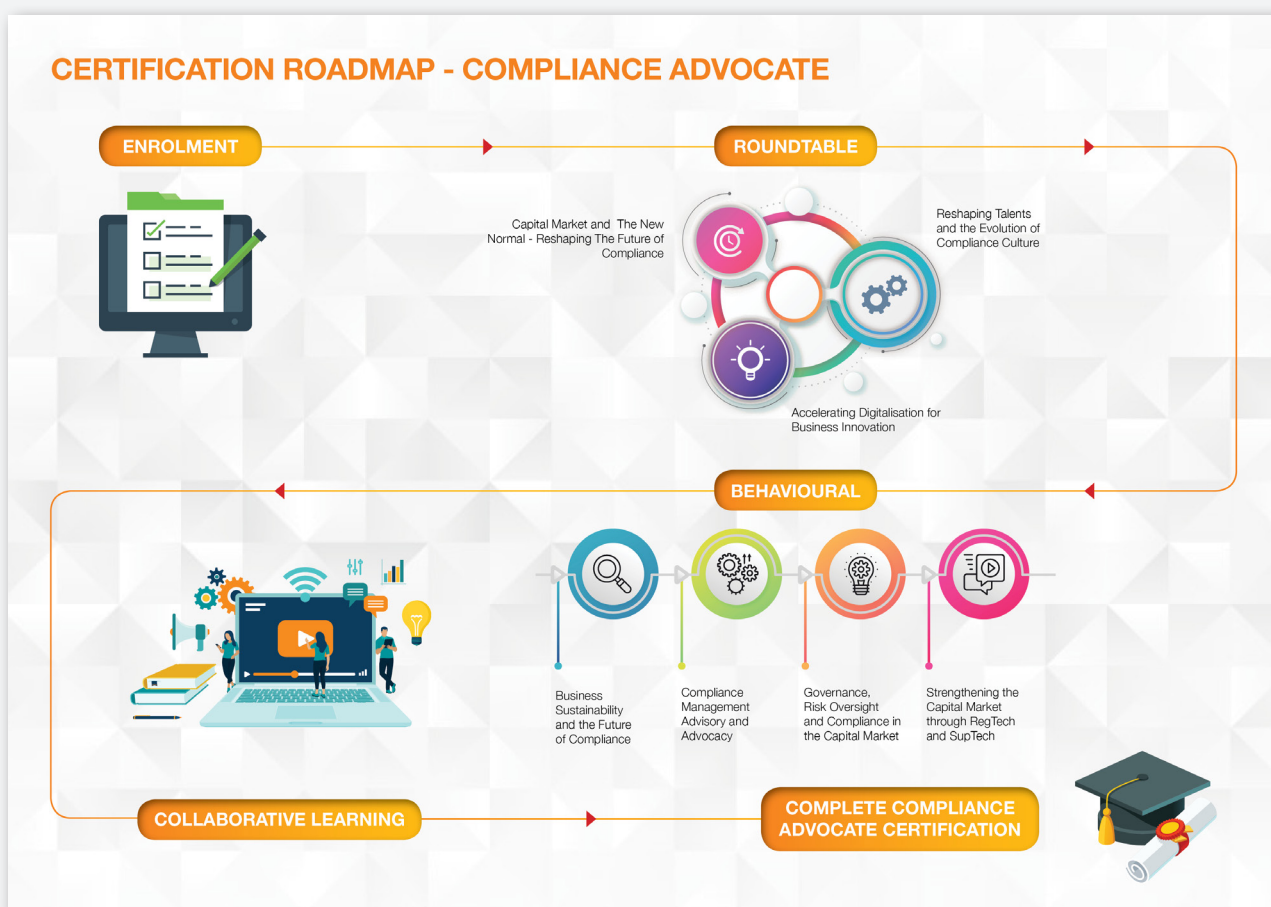 CERTIFICATION ROADMAP - COMPLIANCE ADVOCATE
ENROLMENT
ROUNDTABLE
Capital Market and The New
Normal - Reshaping The Future of
Compliance
Reshaping Talents
and the Evolution of
Compliance Culture
Accelerating Digitalisation for
Business Innovation
BEHAVIOURAL
Business
Sustainability
and the Future
of Compliance
Compliance
Management
Advisory and
Advocacy
Governance,
Risk Oversight
and Compliance in
the Capital Market
Strengthening the
Capital Market
through RegTech
and SupTech
COLLABORATIVE LEARNING
COMPLETE COMPLIANCE
ADVOCATE CERTIFICATION